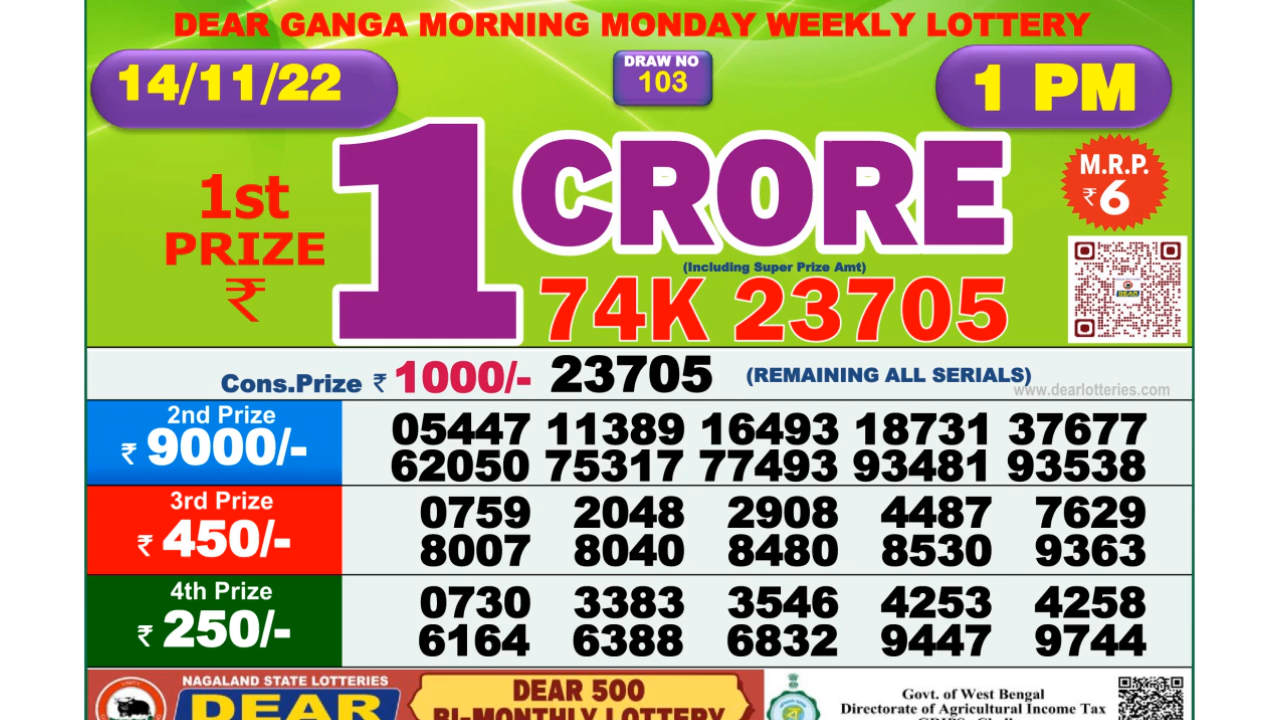 DEAR GANGA MORNING MONDAY WEEKLY LOTTERY
14/11/22
DRAW NO
103
1 PM
1st
PRIZE
₹
1 CRORE
(Including Super Prize Amt)
74K 23705
M.R.P.
₹6
DEAR
Cons.Prize ₹ 1000/- 23705 (REMAINING ALL SERIALS)
www.dearlotteries.com
2nd Prize
₹ 9000/-
05447 11389 16493 18731 37677
62050 75317 77493 93481 93538
3rd Prize
₹ 450/-
0759 2048 2908 4487 7629
8007 8040 8480 8530 9363
4th Prize
₹ 250/-
0730 3383 3546 4253 4258
6164 6388 6832 9447 9744
NAGALAND STATE LOTTERIES
DEAR
DEAR 500
BI-MONTHLY LOTTERY
Govt. of West Bengal
Directorate of Agricultural Income Tax